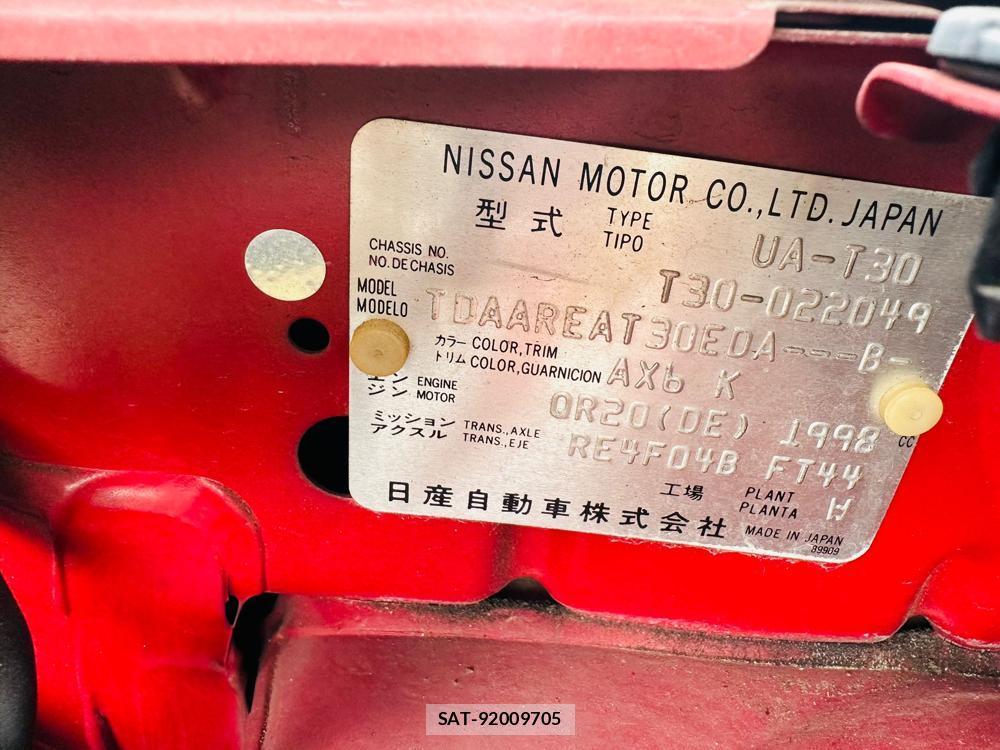 NISSAN MOTOR CO.,LTD. JAPAN
型式 TYPE TIPO UA-T30
CHASSIS NO. NO. DE CHASIS T30-022049
MODEL MODELO TDAAREAT30EDA---B-
カラー COLOR,TRIM
トリム COLOR,GUARNICION AX6 K
エンジン ENGINE MOTOR QR20(DE) 1998 CC
ミッション TRANS.,AXLE
アクスル TRANS.,EJE RE4F04B FT44
工場 PLANT PLANTA W
日産自動車株式会社 MADE IN JAPAN
89909
SAT-92009705